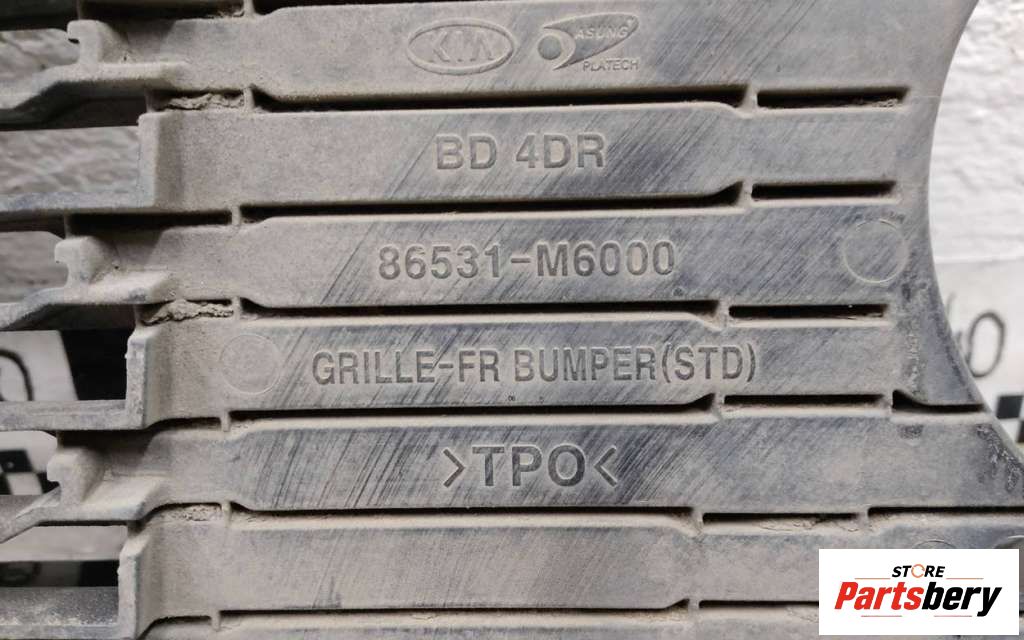 KIA ASUNG
PLATECH
BD 4DR
86531-M6000
GRILLE-FR BUMPER(STD)
>TPO<
STORE
Partsbery